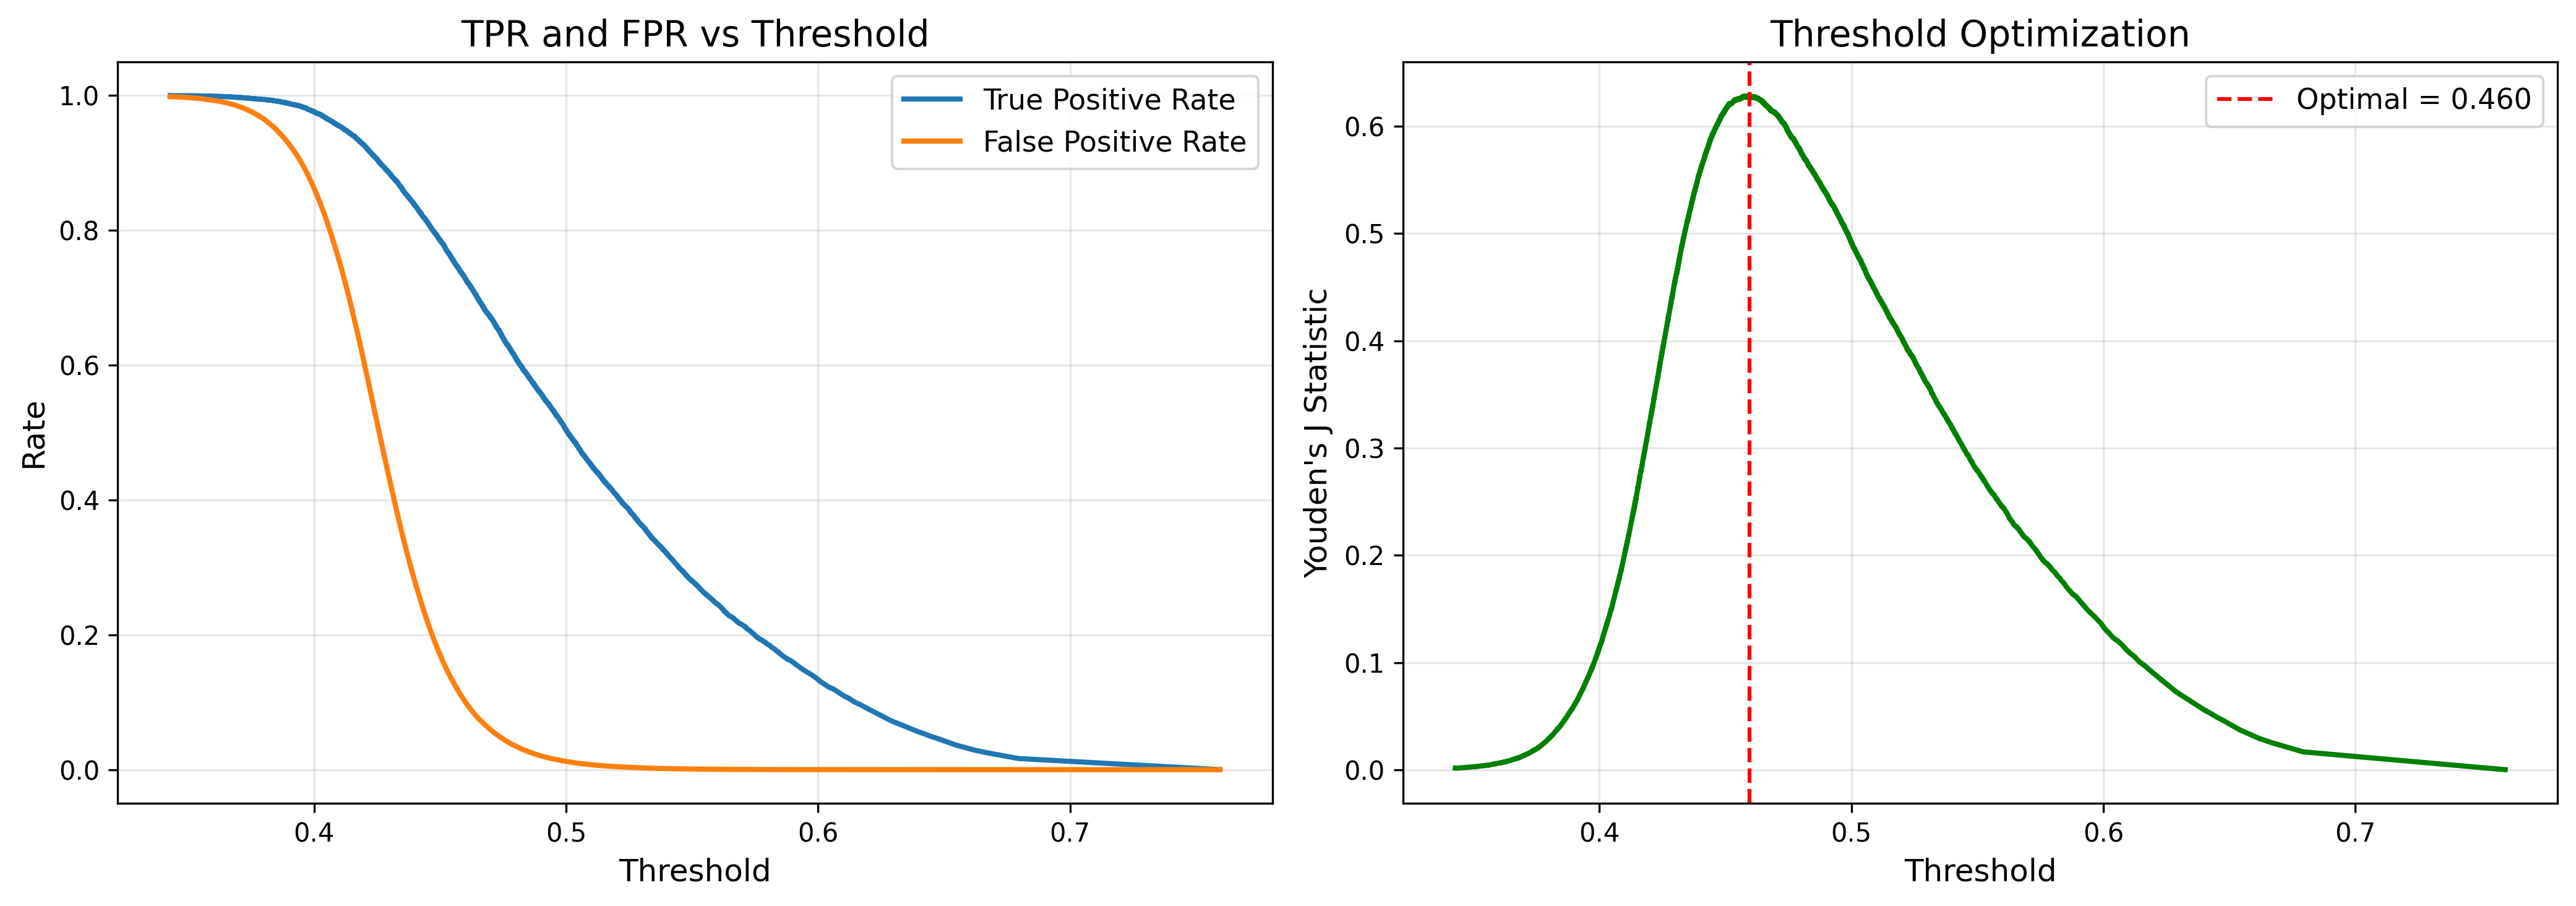 TPR and FPR vs Threshold
True Positive Rate
False Positive Rate
Rate
1.0
0.8
0.6
0.4
0.2
0.0
0.4 0.5 0.6 0.7
Threshold
Threshold Optimization
Optimal = 0.460
Youden's J Statistic
0.6
0.5
0.4
0.3
0.2
0.1
0.0
0.4 0.5 0.6 0.7
Threshold